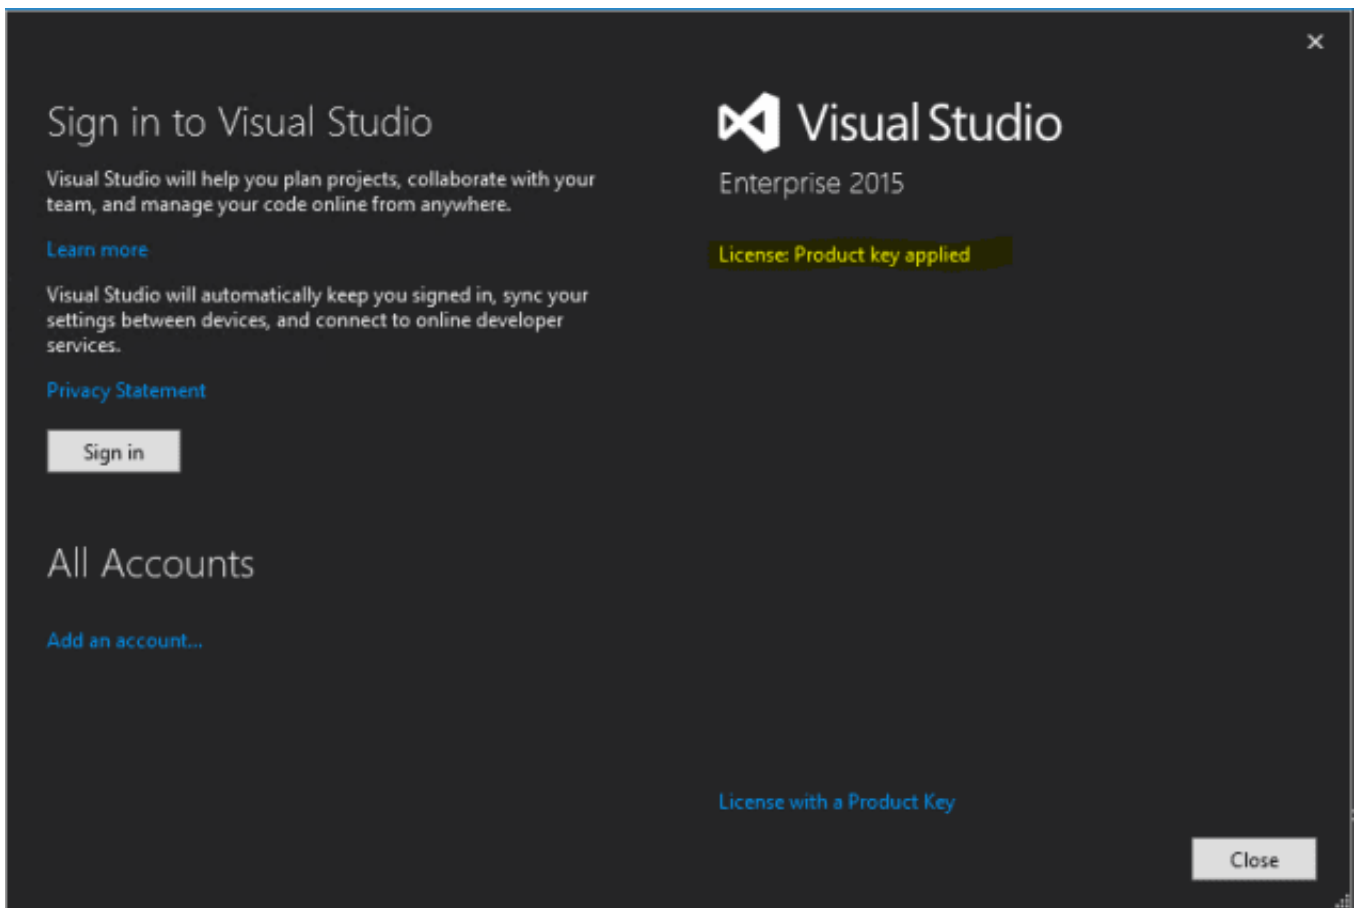 Sign in to Visual Studio
Visual Studio will help you plan projects, collaborate with your
team, and manage your code online from anywhere.
Learn more
Visual Studio will automatically keep you signed in, sync your
settings between devices, and connect to online developer
services.
Privacy Statement
Sign in
All Accounts
Add an account...
Visual Studio
Enterprise 2015
License: Product key applied
License with a Product Key
Close